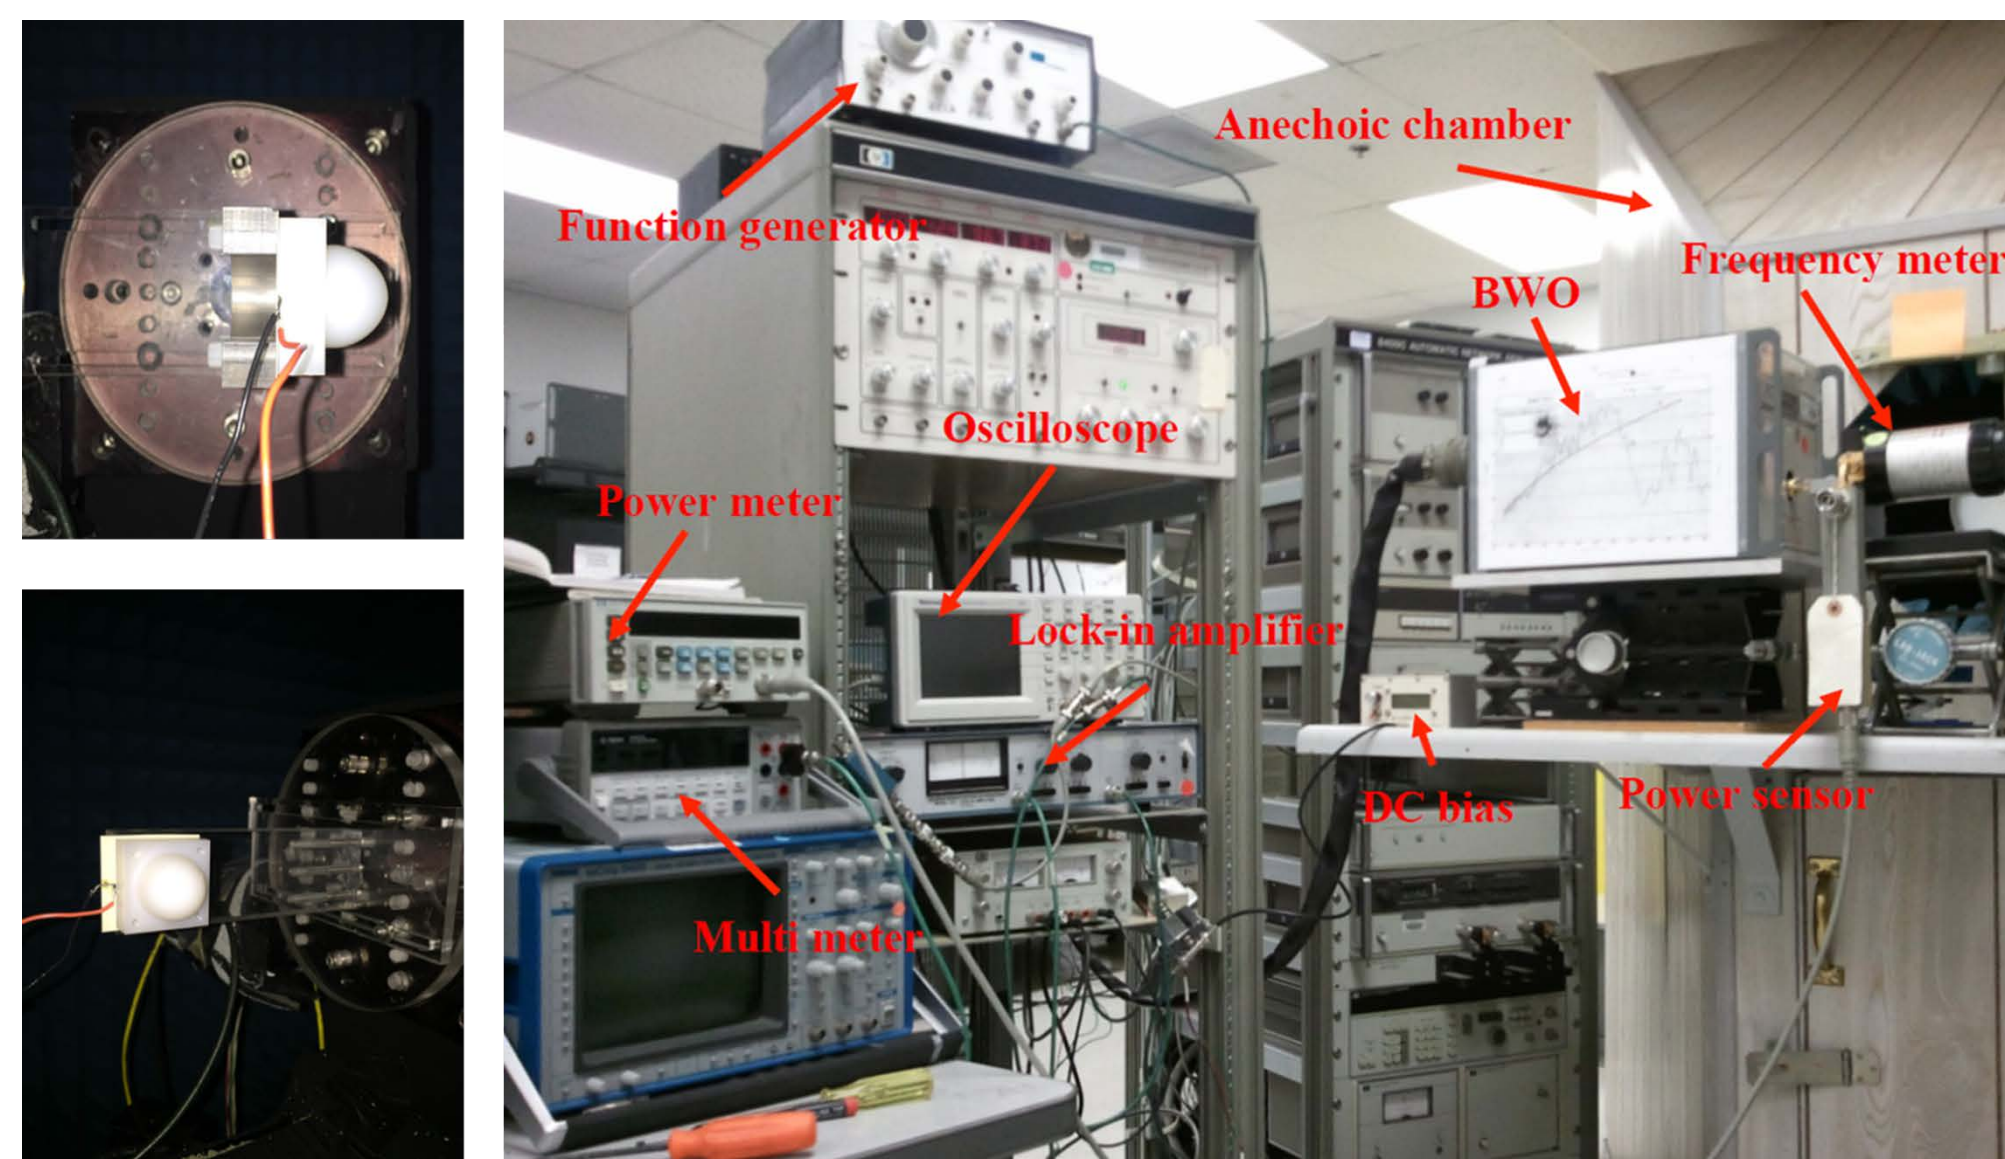 Function generator
Anechoic chamber
Frequency meter
BWO
Oscilloscope
Power meter
Lock-in amplifier
DC bias
Power sensor
Multi meter